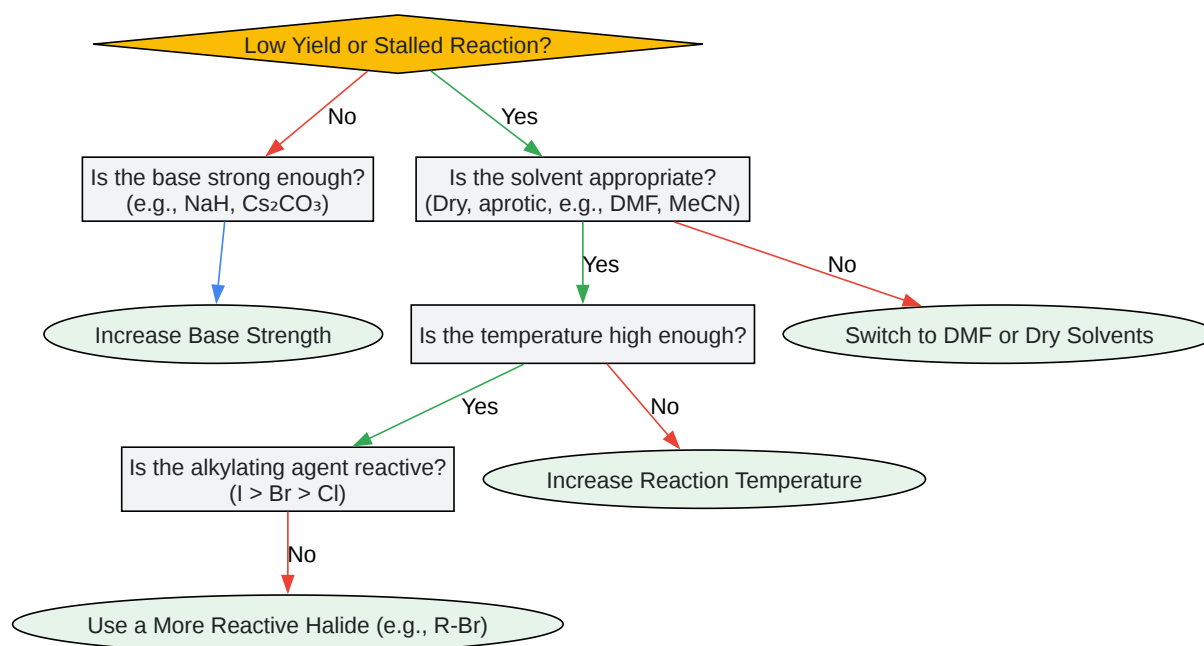 Low Yield or Stalled Reaction?
No
Yes
Is the base strong enough?
(e.g., NaH, Cs₂CO₃)
Is the solvent appropriate?
(Dry, aprotic, e.g., DMF, MeCN)
Yes
No
Increase Base Strength
Is the temperature high enough?
Switch to DMF or Dry Solvents
Yes
No
Is the alkylating agent reactive?
(I > Br > Cl)
Increase Reaction Temperature
No
Use a More Reactive Halide (e.g., R-Br)